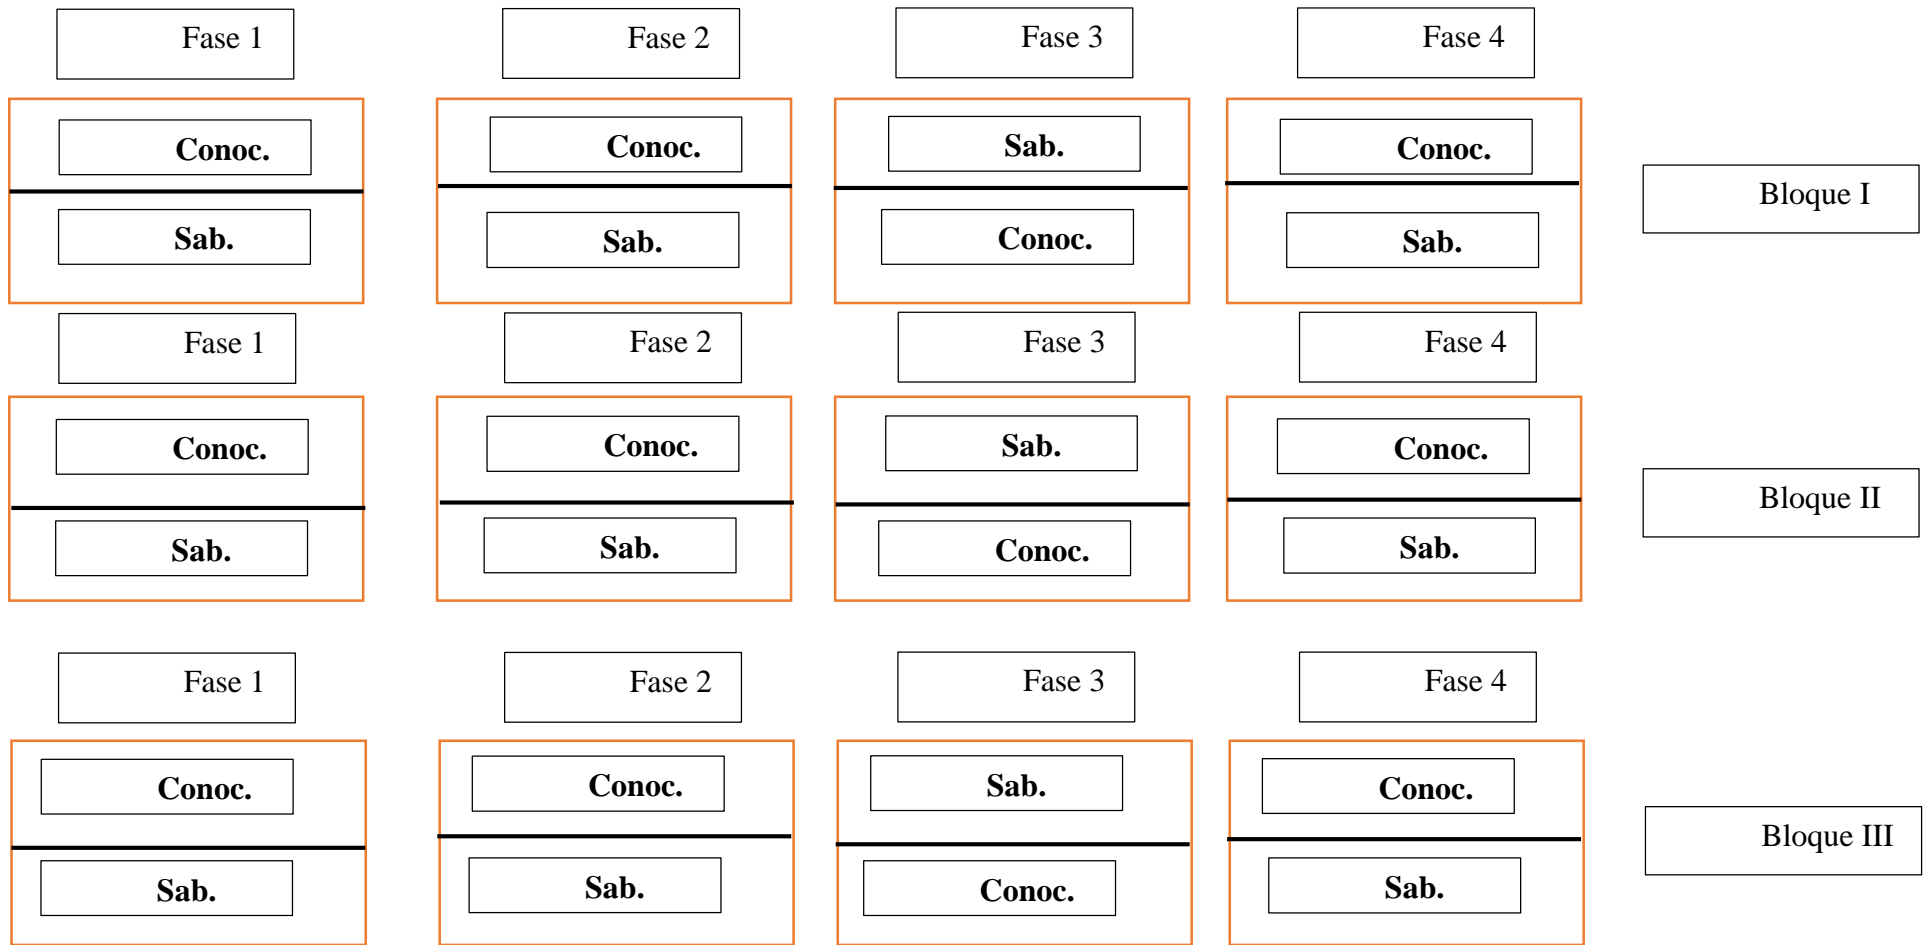 Fase 1
Fase 2
Fase 3
Fase 4
Conoc.
Conoc.
Sab.
Conoc.
Bloque I
Sab.
Sab.
Conoc.
Sab.
Fase 1
Fase 2
Fase 3
Fase 4
Conoc.
Conoc.
Sab.
Conoc.
Bloque II
Sab.
Sab.
Conoc.
Sab.
Fase 1
Fase 2
Fase 3
Fase 4
Conoc.
Conoc.
Sab.
Conoc.
Bloque III
Sab.
Sab.
Conoc.
Sab.